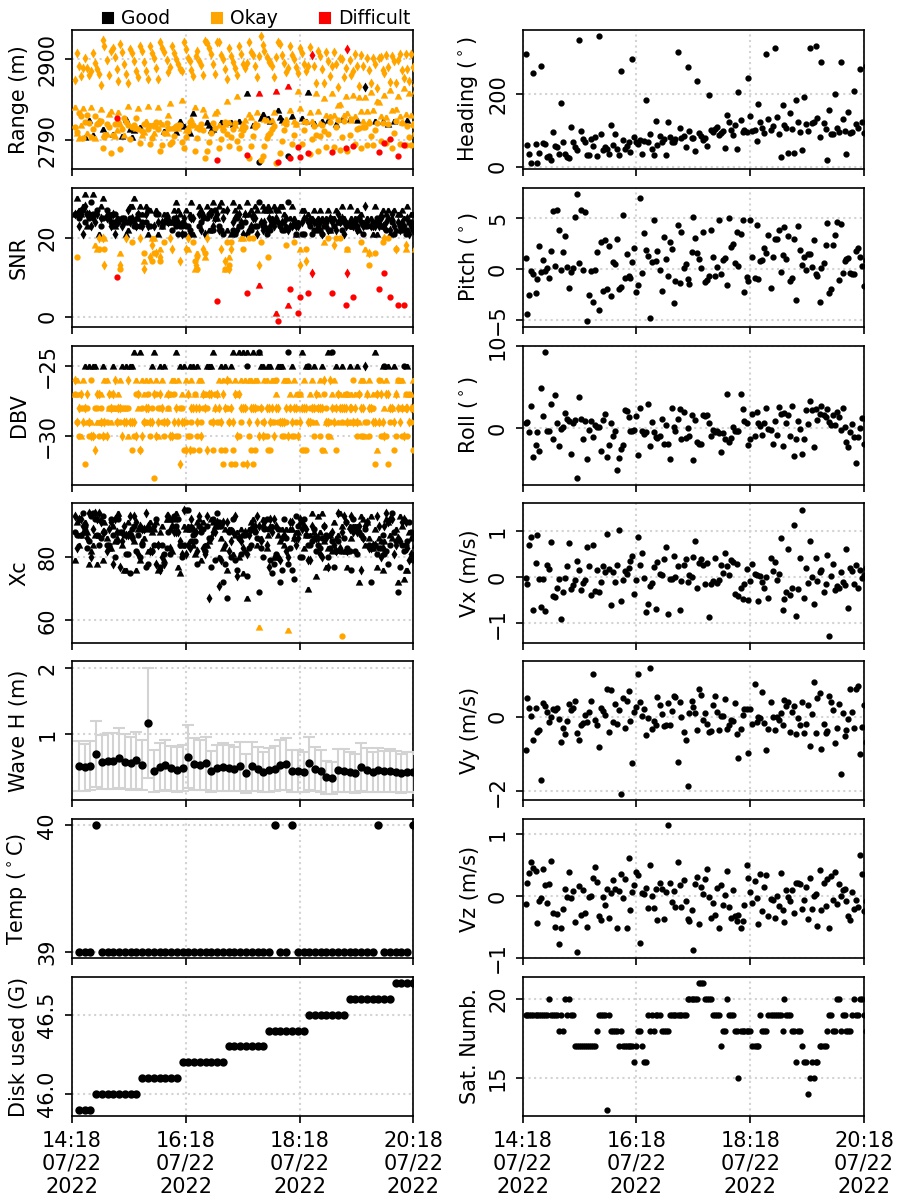 Good Okay Difficult
Range (m)
2900
2790
Heading (°)
200
0
SNR
20
0
Pitch (°)
5
0
−5
DBV
−25
−30
Roll (°)
10
0
Xc
80
60
Vx (m/s)
1
0
−1
Wave H (m)
2
1
Vy (m/s)
0
−2
Temp (°C)
40
39
Vz (m/s)
1
0
−1
Disk used (G)
46.5
46.0
Sat. Numb.
20
15
14:18 16:18 18:18 20:18
07/22 07/22 07/22 07/22
2022 2022 2022 2022
14:18 16:18 18:18 20:18
07/22 07/22 07/22 07/22
2022 2022 2022 2022